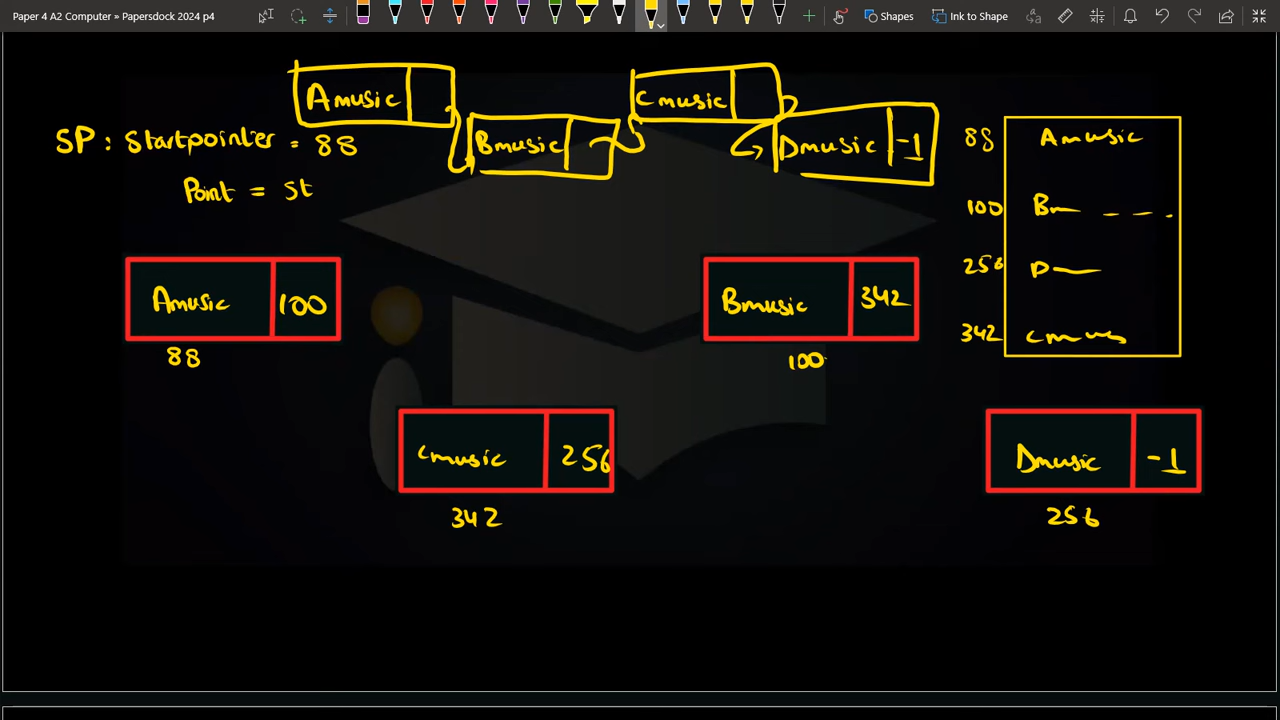 Paper 4 A2 Computer » Papersdock 2024 p4
Shapes
Ink to Shape
Amusic
Cmusic
SP : Startpointer = 88
Bmusic
Dmusic -1
Point = St
88 Amusic
100 B
256 D
342
Amusic 100
88
Bmusic 342
100
Cmusic 256
342
Dmusic -1
256